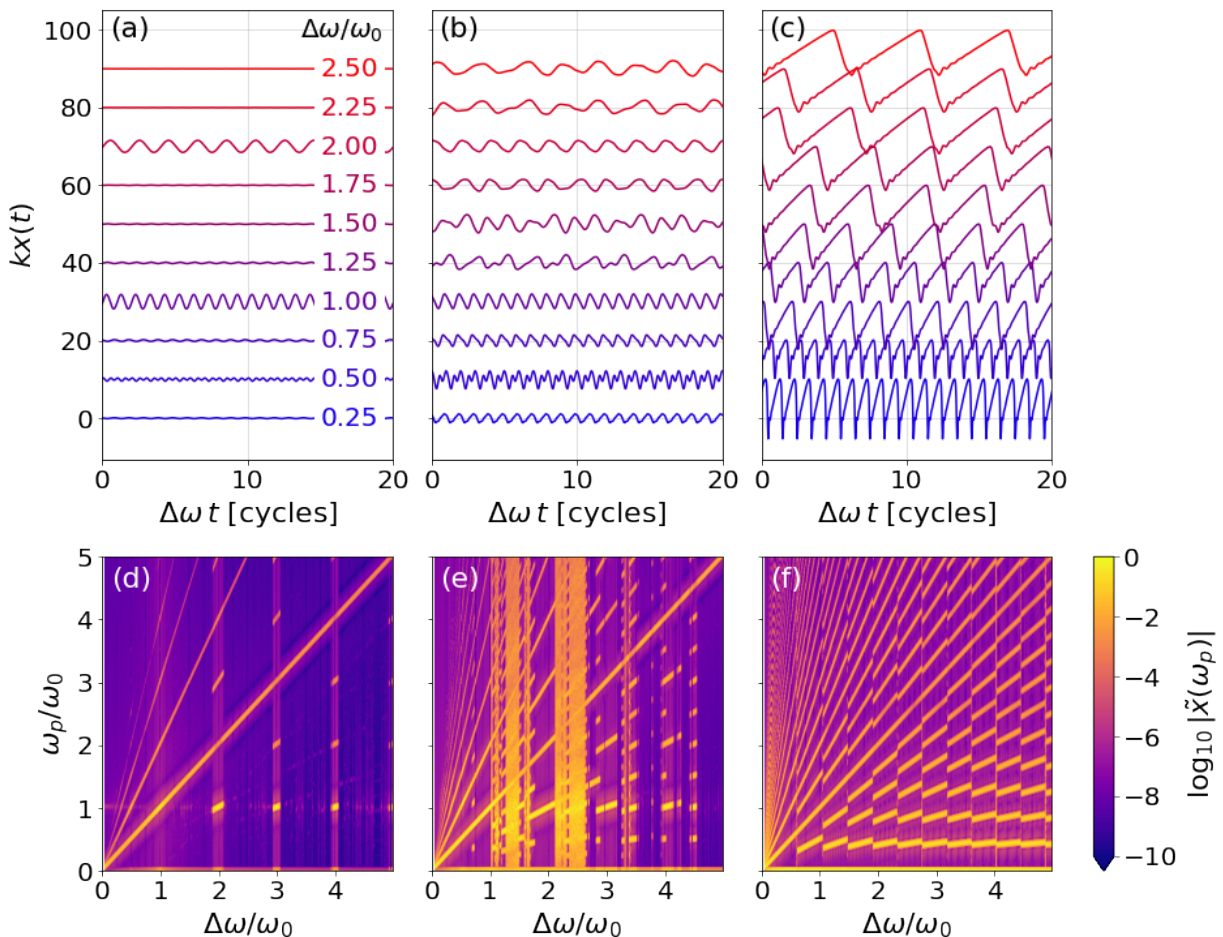 (a) Δω/ω₀
(b)
(c)
100
80
60
40
20
0
kx(t)
2.50
2.25
2.00
1.75
1.50
1.25
1.00
0.75
0.50
0.25
0 10 20
0 10 20
0 10 20
Δω t [cycles]
Δω t [cycles]
Δω t [cycles]
(d)
(e)
(f)
5
4
3
2
1
0
ωₚ/ω₀
0 1 2 3 4
0 1 2 3 4
0 1 2 3 4
Δω/ω₀
Δω/ω₀
Δω/ω₀
0
−2
−4
−6
−8
−10
log₁₀ |x̃(ωₚ)|